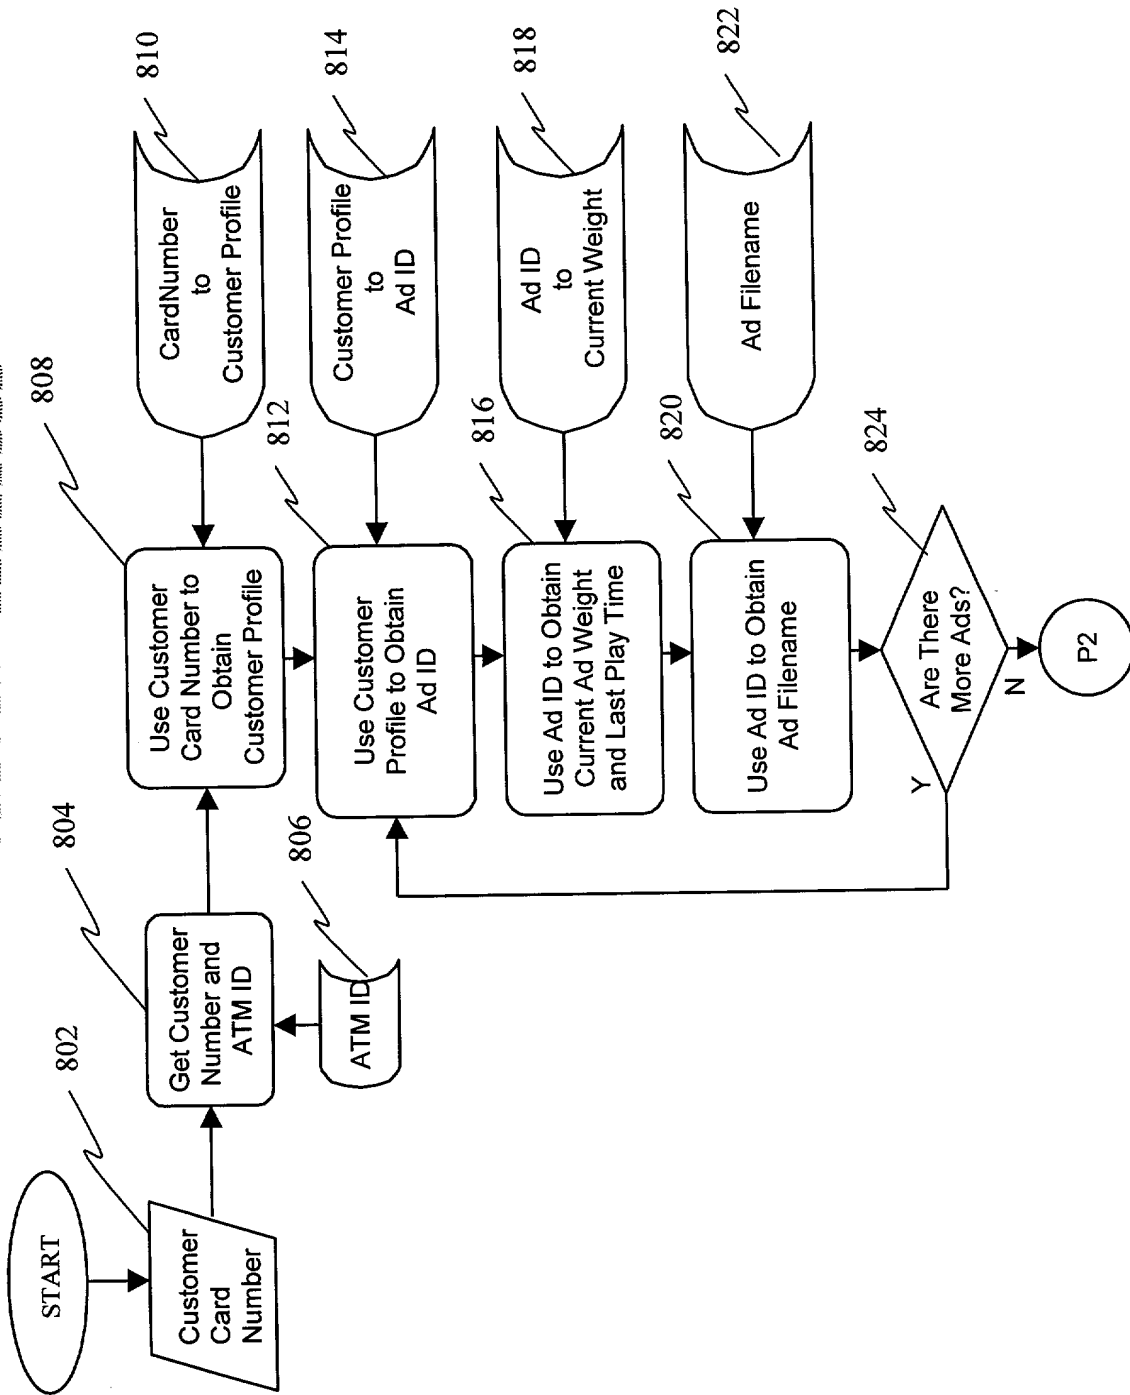 START
802
Customer
Card
Number
804
Get Customer
Number and
ATM ID
806
ATM ID
808
Use Customer
Card Number to
Obtain
Customer Profile
810
CardNumber
to
Customer Profile
812
Use Customer
Profile to Obtain
Ad ID
814
Customer Profile
to
Ad ID
816
Use Ad ID to Obtain
Current Ad Weight
and Last Play Time
818
Ad ID
to
Current Weight
820
Use Ad ID to Obtain
Ad Filename
822
Ad Filename
824
Are There
More Ads?
Y
N
P2